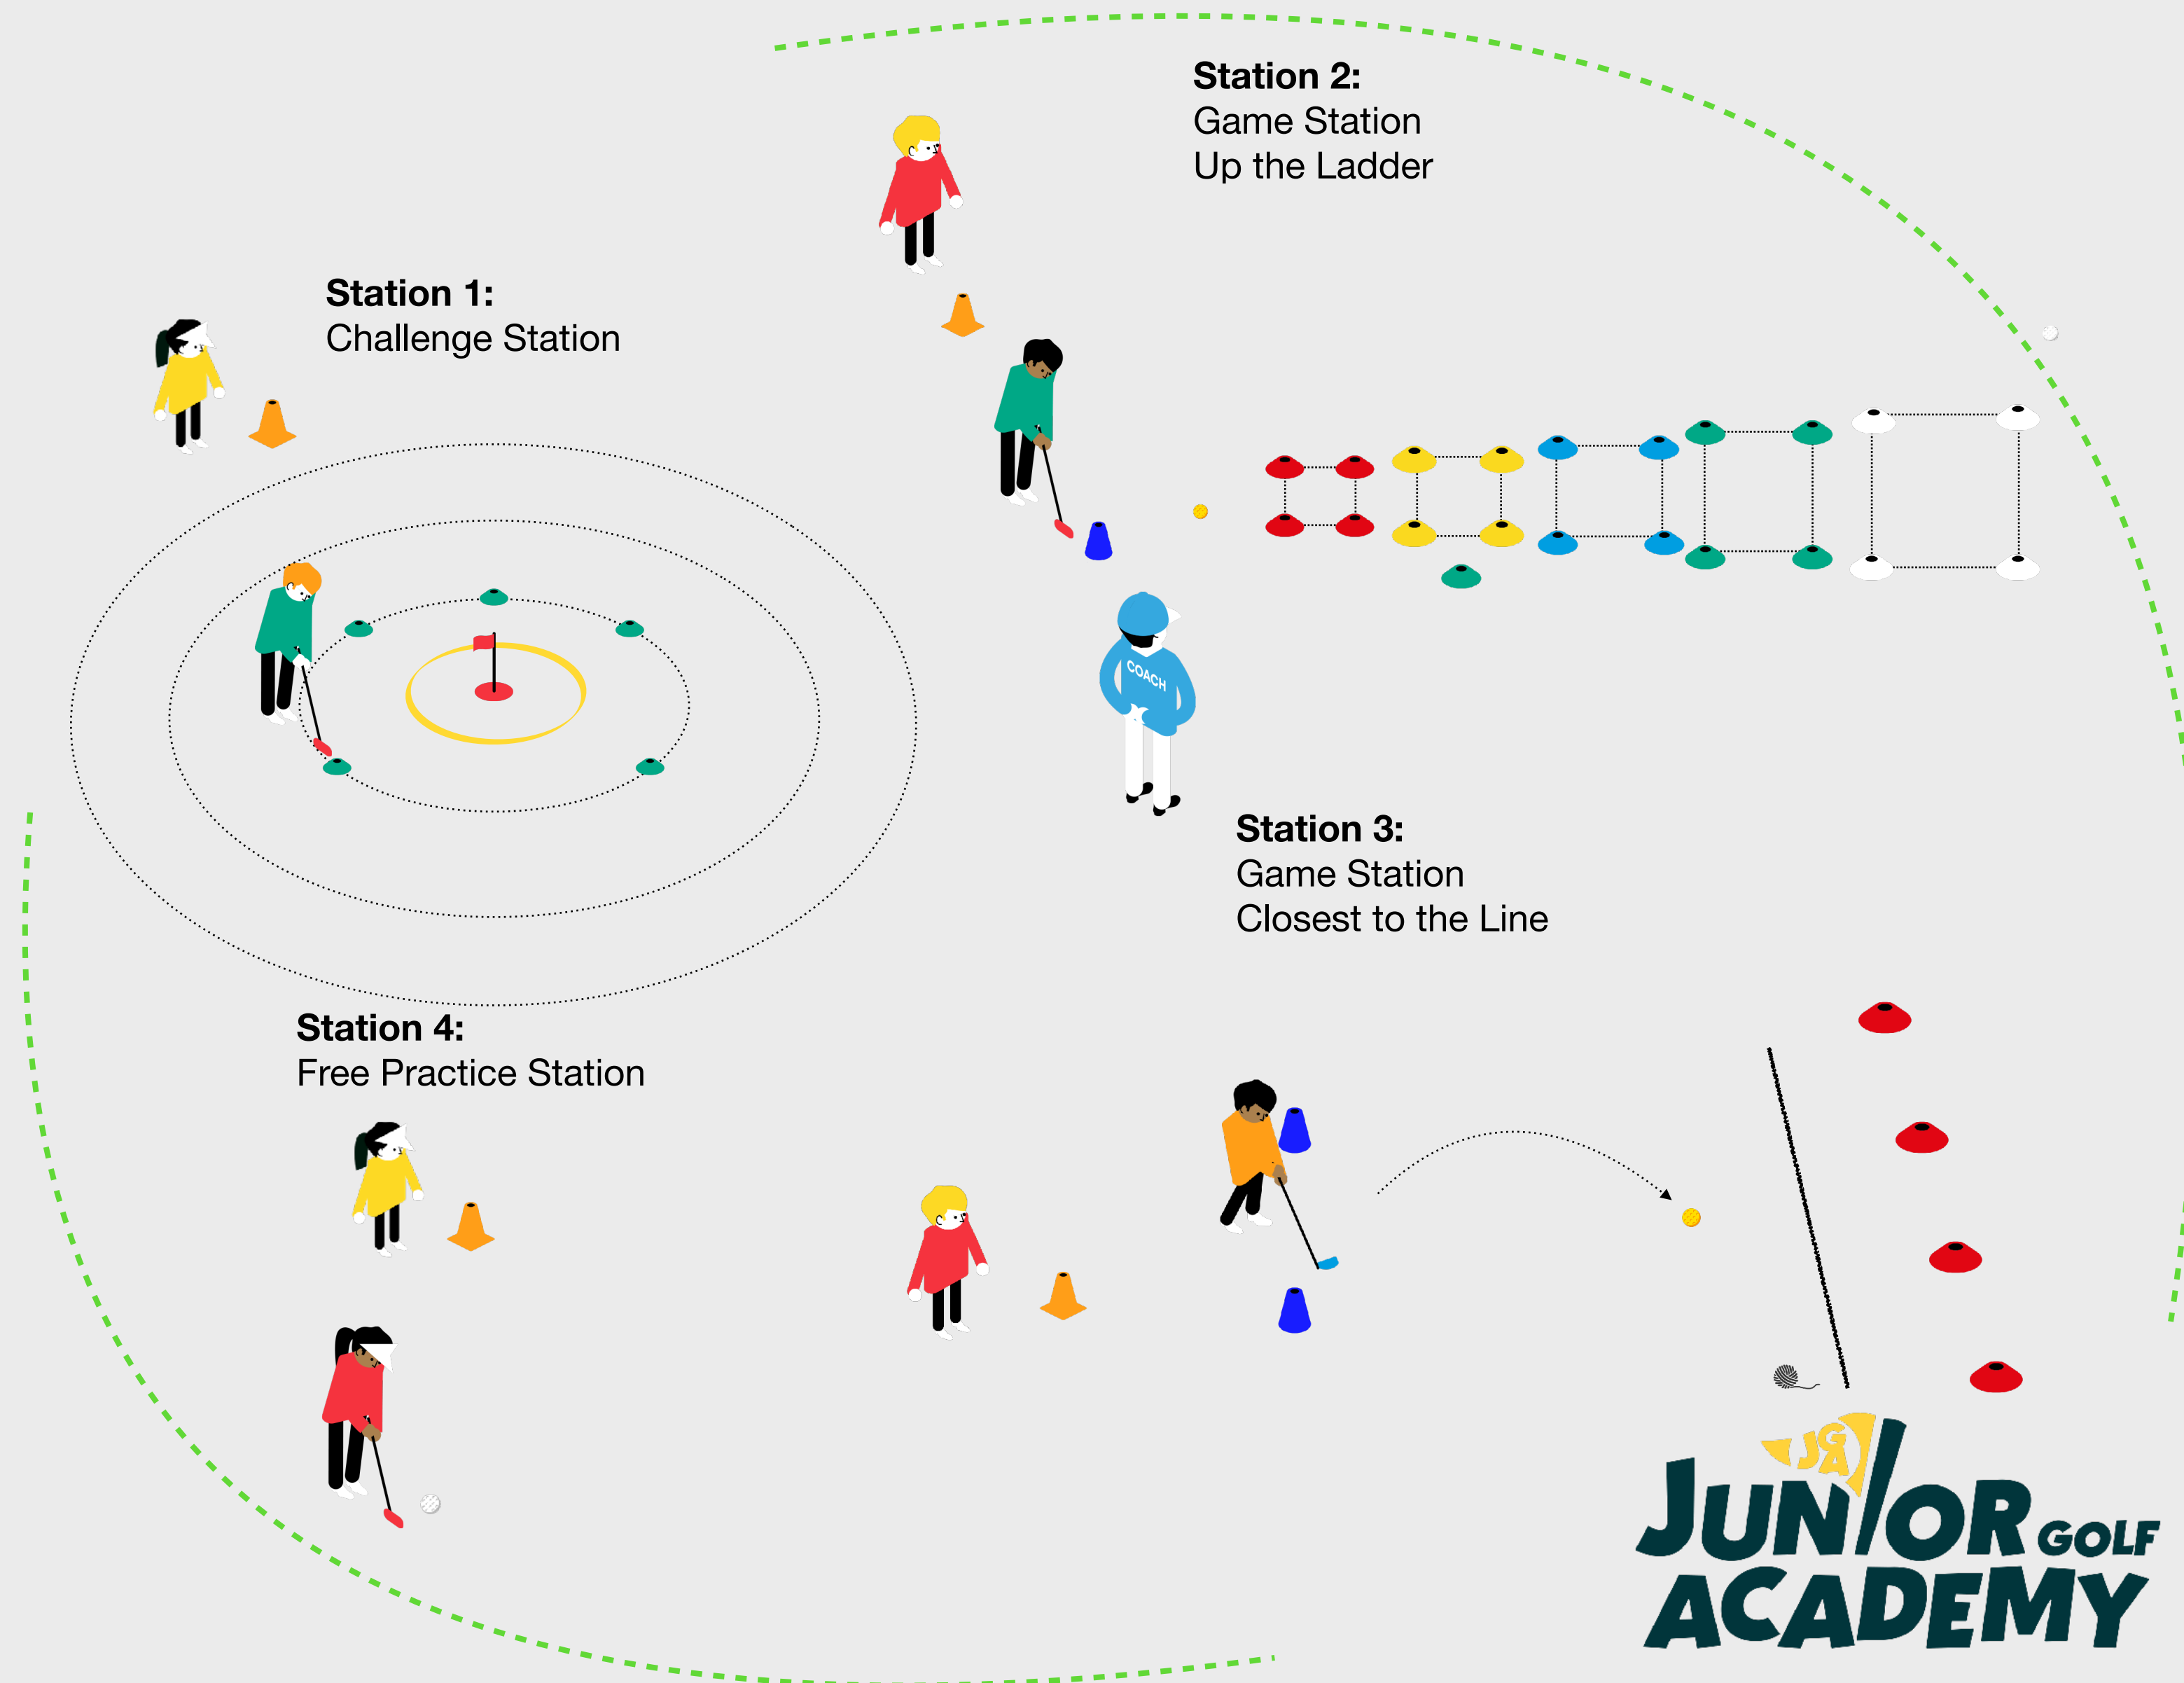 Station 1:
Challenge Station
Station 2:
Game Station
Up the Ladder
COACH
Station 3:
Game Station
Closest to the Line
Station 4:
Free Practice Station
JGA
JUNIOR GOLF
ACADEMY